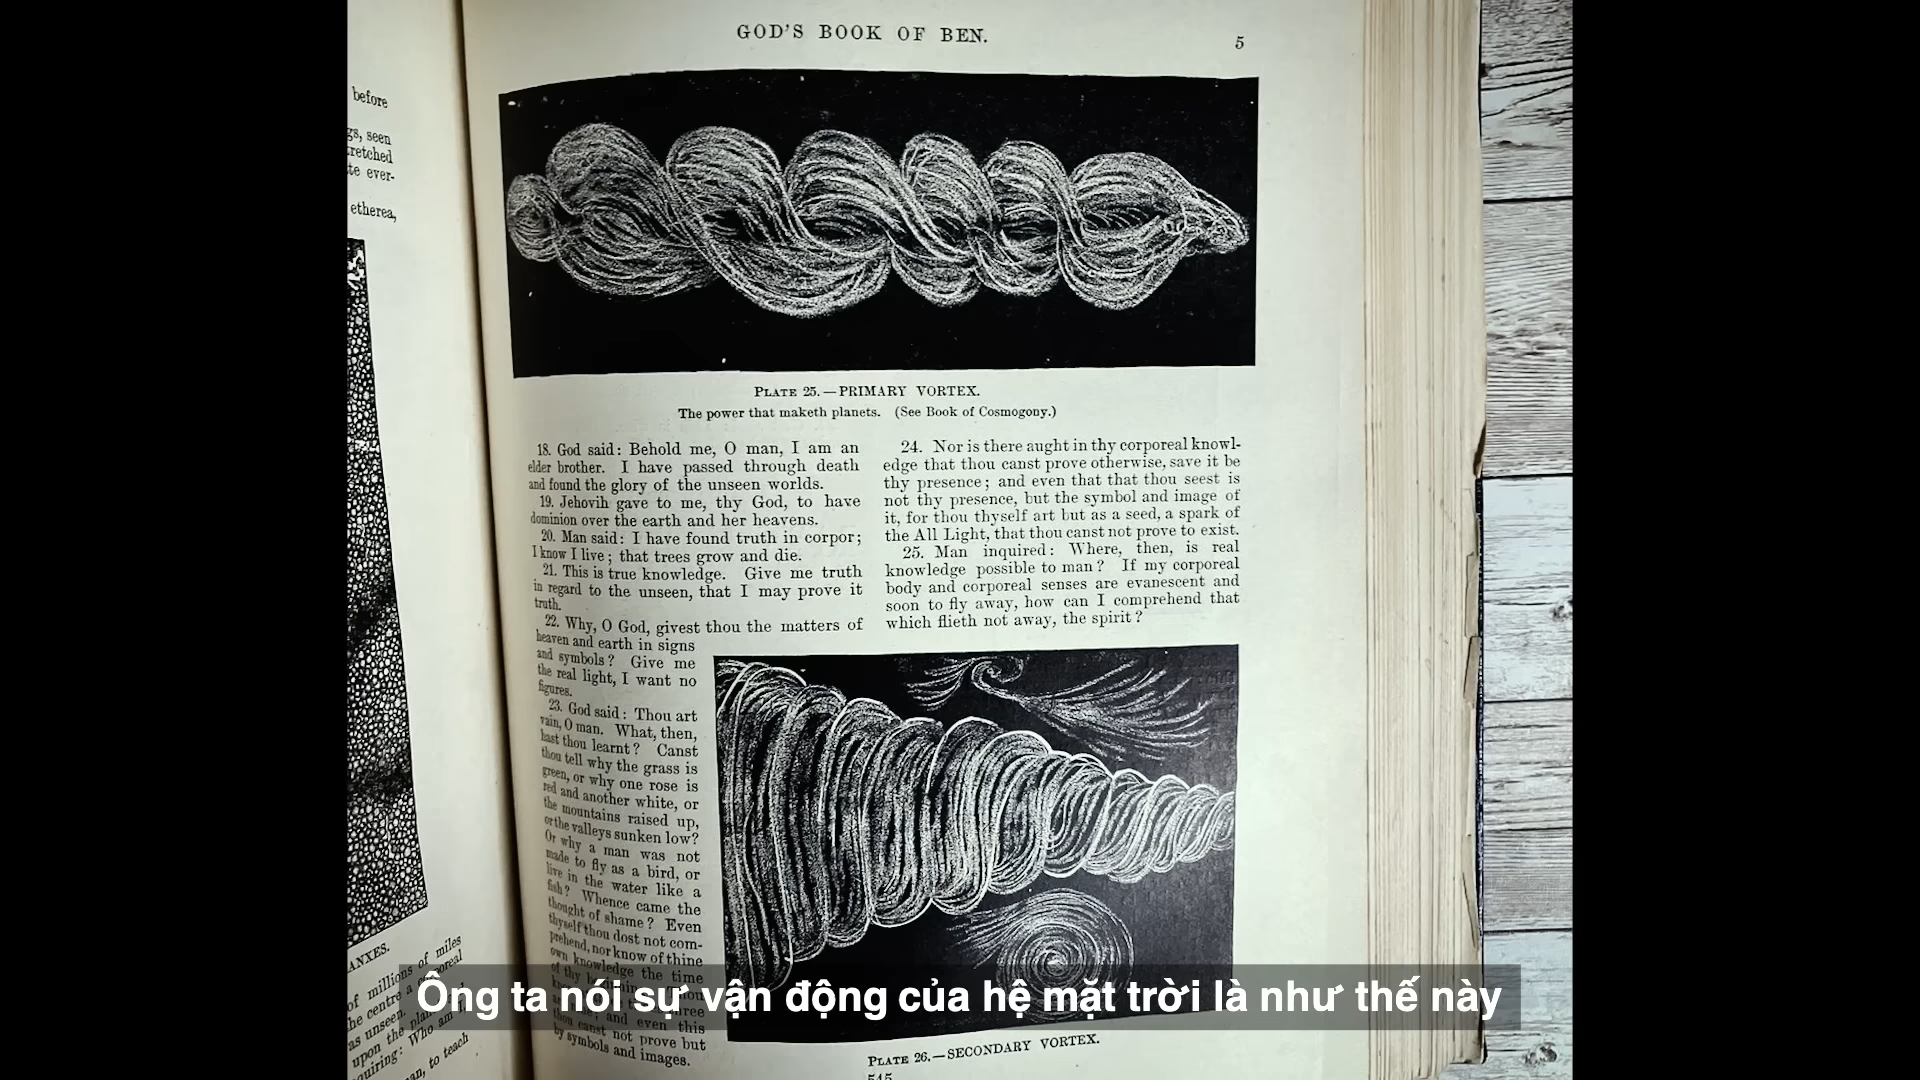 GOD'S BOOK OF BEN.
5
before
gs, seen
retched
te ever-
etherea,
PLATE 25.—PRIMARY VORTEX.
The power that maketh planets. (See Book of Cosmogony.)
18. God said: Behold me, O man, I am an
elder brother. I have passed through death
and found the glory of the unseen worlds.
19. Jehovih gave to me, thy God, to have
dominion over the earth and her heavens.
20. Man said: I have found truth in corpor;
I know I live; that trees grow and die.
21. This is true knowledge. Give me truth
in regard to the unseen, that I may prove it
truth.
22. Why, O God, givest thou the matters of
heaven and earth in signs
and symbols? Give me
the real light, I want no
figures.
23. God said: Thou art
vain, O man. What, then,
hast thou learnt? Canst
thou tell why the grass is
green, or why one rose is
red and another white, or
the mountains raised up,
or the valleys sunken low?
Or why a man was not
made to fly as a bird, or
live in the water like a
fish? Whence came the
thought of shame? Even
thyself thou dost not com-
prehend, nor know of thine
own knowledge the time
of thy
and even this
thou canst not prove but
by symbols and images.
24. Nor is there aught in thy corporeal knowl-
edge that thou canst prove otherwise, save it be
thy presence; and even that that thou seest is
not thy presence, but the symbol and image of
it, for thou thyself art but as a seed, a spark of
the All Light, that thou canst not prove to exist.
25. Man inquired: Where, then, is real
knowledge possible to man? If my corporeal
body and corporeal senses are evanescent and
soon to fly away, how can I comprehend that
which flieth not away, the spirit?
ANXES.
of millions of miles
he centre a
as unseen.
upon the
quiring: Who am
an, to teach
Ông ta nói sự vận động của hệ mặt trời là như thế này
PLATE 26.—SECONDARY VORTEX.